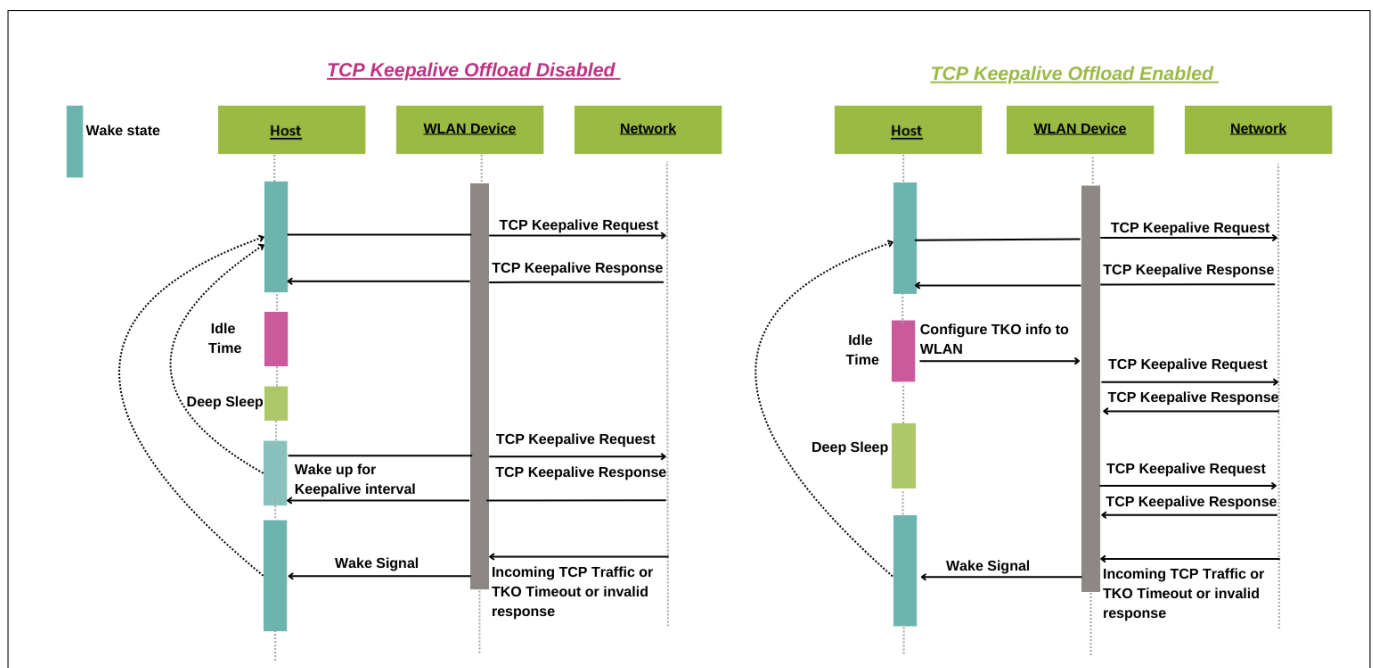 TCP Keepalive Offload Disabled
Wake state
Host
WLAN Device
Network
TCP Keepalive Request
TCP Keepalive Response
Idle
Time
Deep Sleep
TCP Keepalive Request
TCP Keepalive Response
Wake up for
Keepalive interval
Wake Signal
Incoming TCP Traffic or
TKO Timeout or invalid
response
TCP Keepalive Offload Enabled
Host
WLAN Device
Network
TCP Keepalive Request
TCP Keepalive Response
Idle
Time
Configure TKO info to
WLAN
TCP Keepalive Request
TCP Keepalive Response
Deep Sleep
TCP Keepalive Request
TCP Keepalive Response
Wake Signal
Incoming TCP Traffic or
TKO Timeout or invalid
response